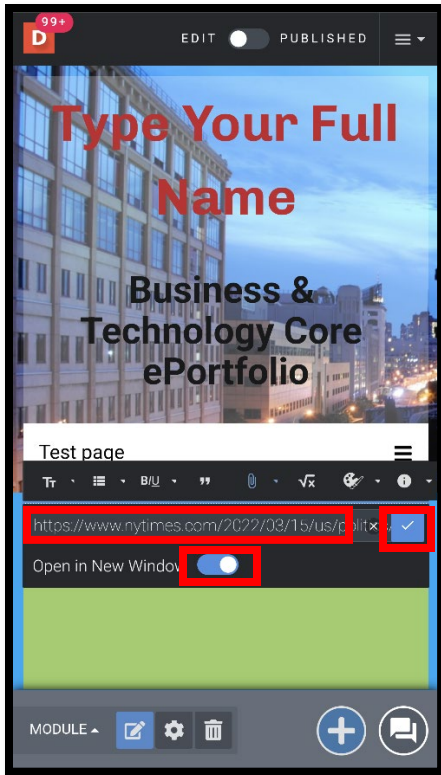 99+
D
EDIT PUBLISHED
Type Your Full
Name
Business &
Technology Core
ePortfolio
Test page
TT B/U " √x
https://www.nytimes.com/2022/03/15/us/polit
Open in New Window
MODULE